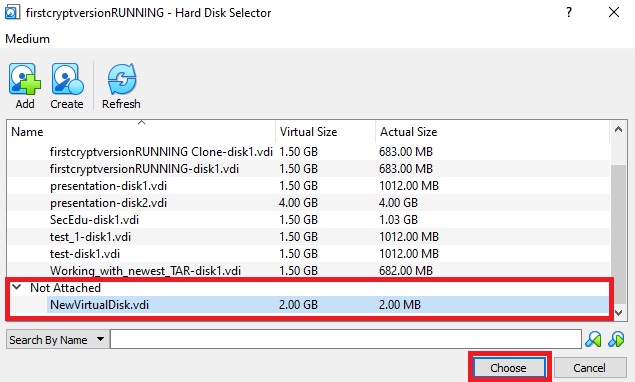 firstcryptversionRUNNING - Hard Disk Selector ? ×
Medium
Add Create Refresh
Name Virtual Size Actual Size
firstcryptversionRUNNING Clone-disk1.vdi 1.50 GB 683.00 MB
firstcryptversionRUNNING-disk1.vdi 1.50 GB 683.00 MB
presentation-disk1.vdi 1.50 GB 1012.00 MB
presentation-disk2.vdi 4.00 GB 4.00 GB
SecEdu-disk1.vdi 1.50 GB 1.03 GB
test_1-disk1.vdi 1.50 GB 1012.00 MB
test-disk1.vdi 1.50 GB 1012.00 MB
Working_with_newest_TAR-disk1.vdi 1.50 GB 682.00 MB
Not Attached
NewVirtualDisk.vdi 2.00 GB 2.00 MB
Search By Name
Choose Cancel